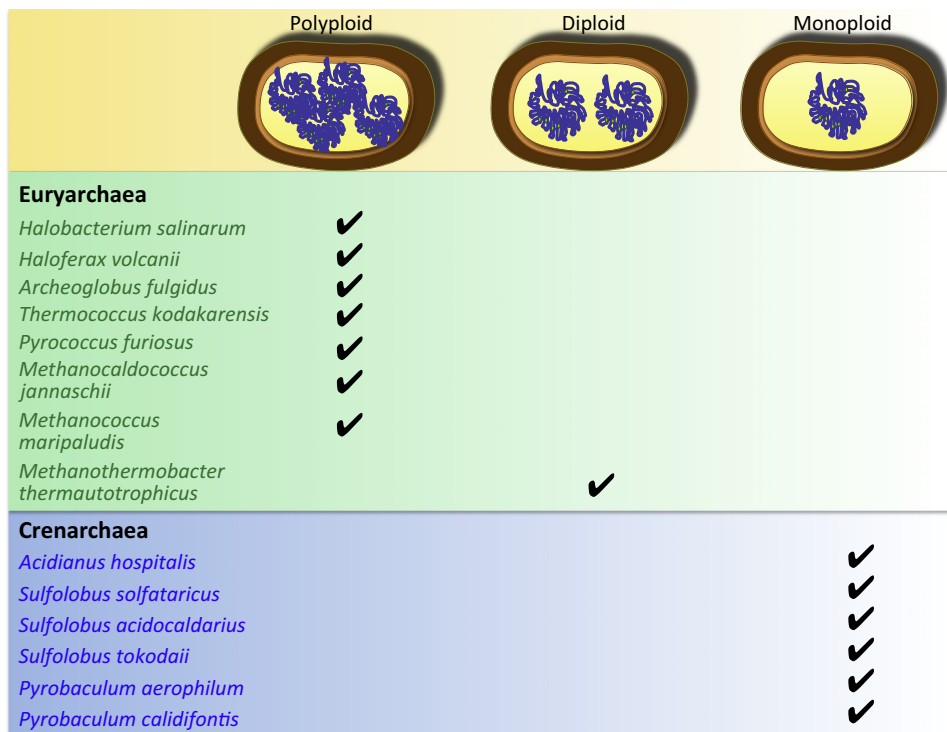 Polyploid Diploid Monoploid
Euryarchaea
Halobacterium salinarum ✔
Haloferax volcanii ✔
Archeoglobus fulgidus ✔
Thermococcus kodakarensis ✔
Pyrococcus furiosus ✔
Methanocaldococcus
jannaschii ✔
Methanococcus
maripaludis ✔
Methanothermobacter
thermautotrophicus ✔
Crenarchaea
Acidianus hospitalis ✔
Sulfolobus solfataricus ✔
Sulfolobus acidocaldarius ✔
Sulfolobus tokodaii ✔
Pyrobaculum aerophilum ✔
Pyrobaculum calidifontis ✔